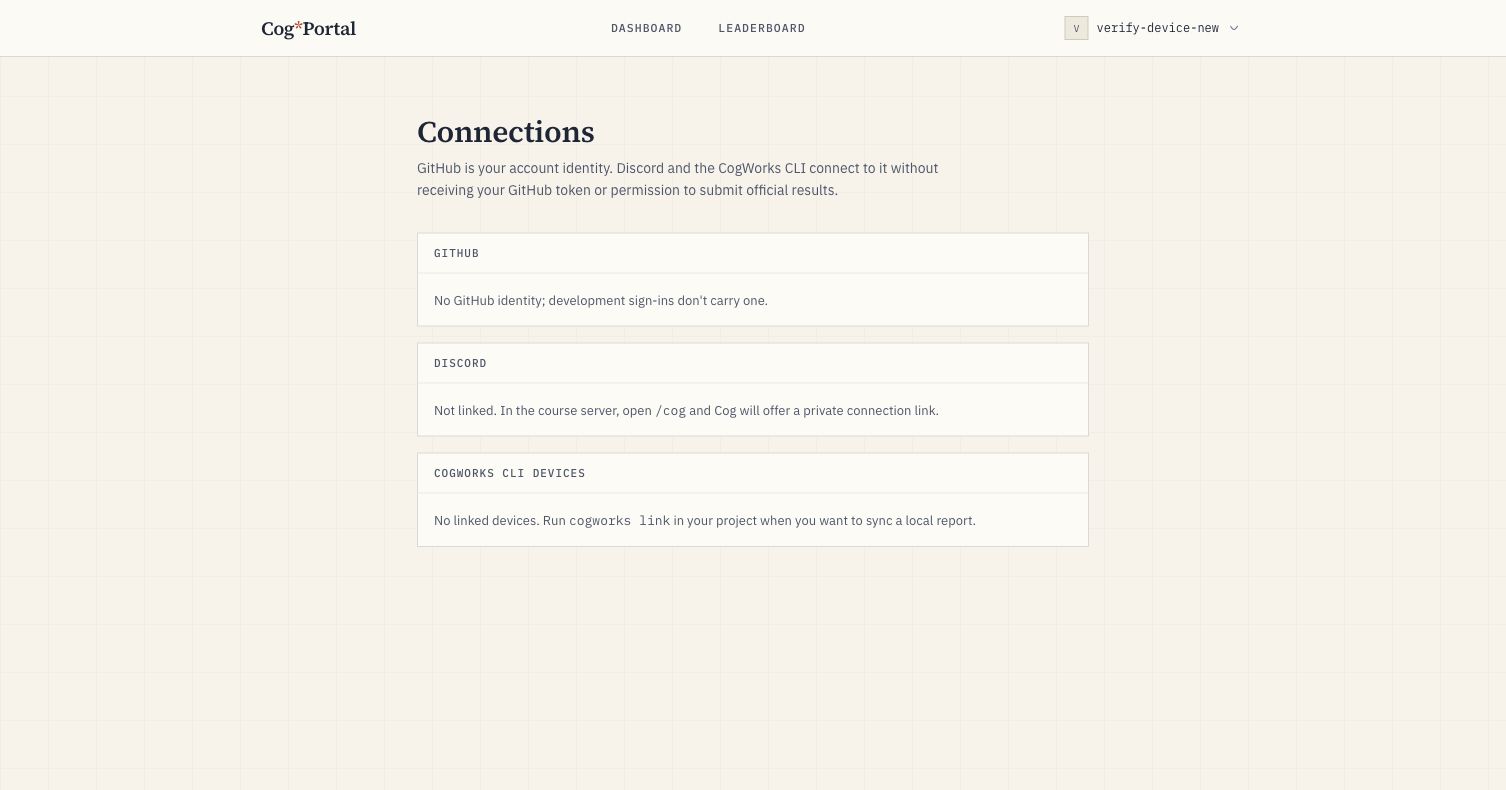 Cog*Portal
DASHBOARD
LEADERBOARD
V
verify-device-new
Connections
GitHub is your account identity. Discord and the CogWorks CLI connect to it without
receiving your GitHub token or permission to submit official results.
GITHUB
No GitHub identity; development sign-ins don't carry one.
DISCORD
Not linked. In the course server, open /cog and Cog will offer a private connection link.
COGWORKS CLI DEVICES
No linked devices. Run cogworks link in your project when you want to sync a local report.